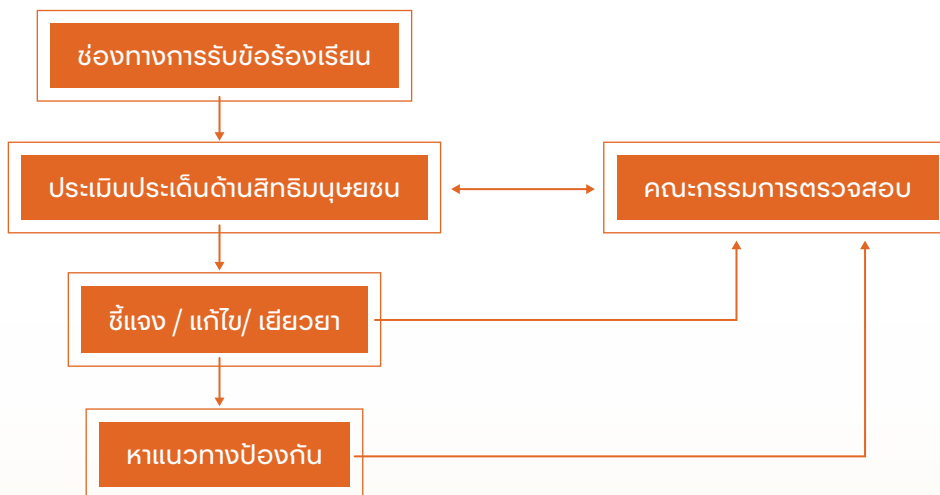 ช่องทางการรับข้อร้องเรียน
ประเมินประเด็นด้านสิทธิมนุษยชน
คณะกรรมการตรวจสอบ
ชี้แจง / แก้ไข/ เยียวยา
หาแนวทางป้องกัน